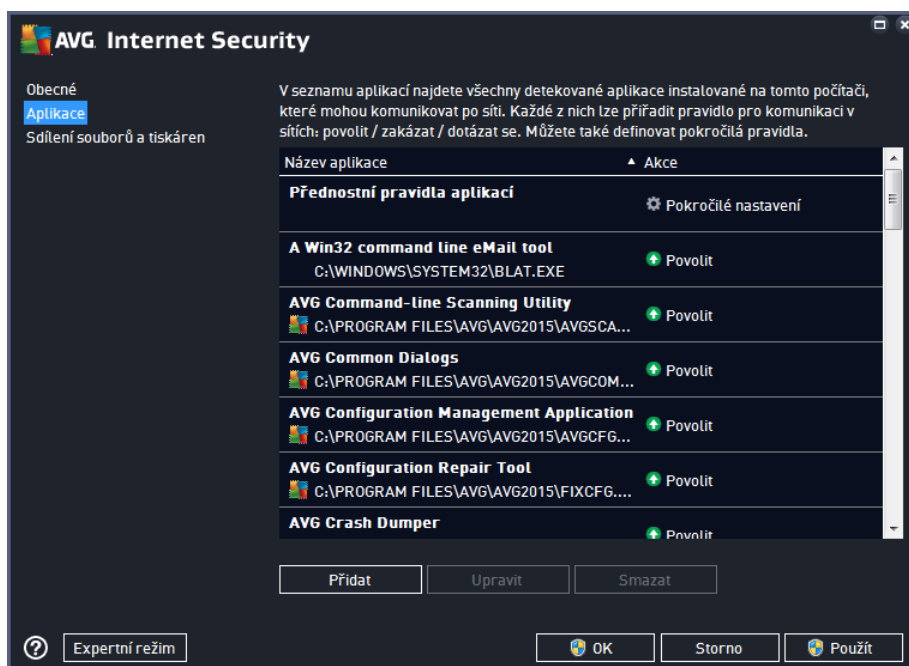 AVG. Internet Security
Obecné
Aplikace
Sdílení souborů a tiskáren
V seznamu aplikací najdete všechny detekované aplikace instalované na tomto počítači,
které mohou komunikovat po síti. Každé z nich lze přiřadit pravidlo pro komunikaci v
sítích: povolit / zakázat / dotázat se. Můžete také definovat pokročilá pravidla.
Název aplikace Akce
Přednostní pravidla aplikací
Pokročilé nastavení
A Win32 command line eMail tool
C:\WINDOWS\SYSTEM32\BLAT.EXE
Povolit
AVG Command-line Scanning Utility
C:\PROGRAM FILES\AVG\AVG2015\AVGSCA...
Povolit
AVG Common Dialogs
C:\PROGRAM FILES\AVG\AVG2015\AVGCOM...
Povolit
AVG Configuration Management Application
C:\PROGRAM FILES\AVG\AVG2015\AVGCFG...
Povolit
AVG Configuration Repair Tool
C:\PROGRAM FILES\AVG\AVG2015\FIXCFG....
Povolit
AVG Crash Dumper
Povolit
Přidat Upravit Smazat
? Expertní režim OK Storno Použít